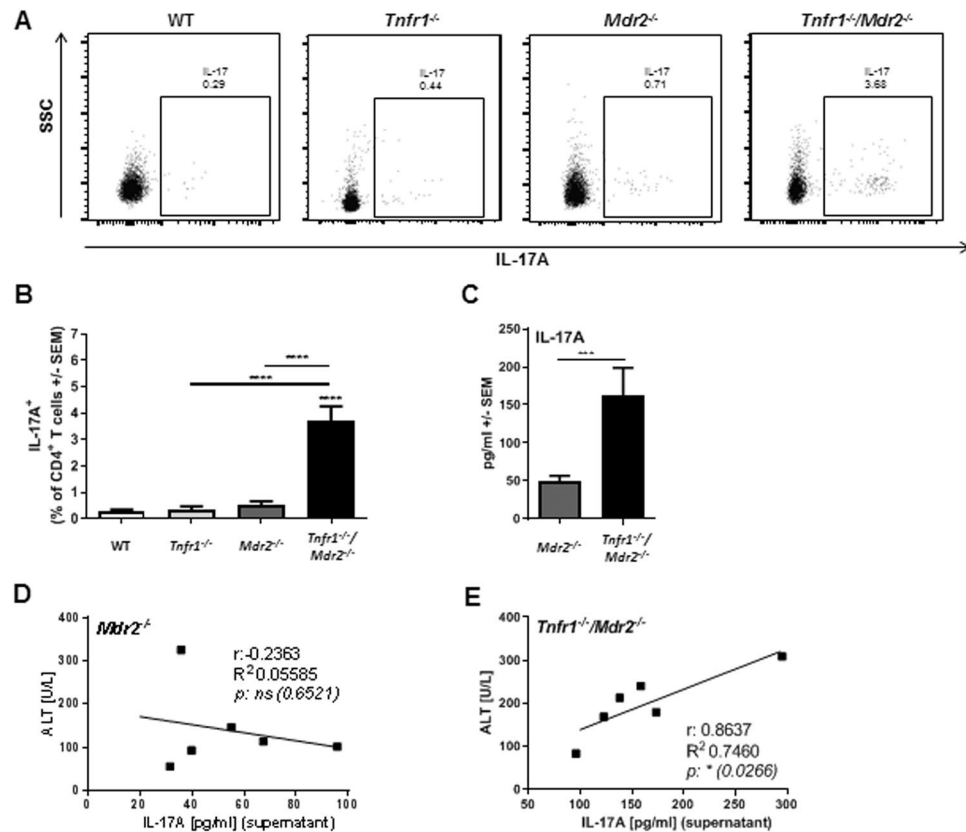 A
WT
Tnfr1-/-
Mdr2-/-
Tnfr1-/-/Mdr2-/-
SSC
IL-17
0.29
IL-17
0.44
IL-17
0.71
IL-17
3.68
IL-17A
B
IL-17A+
(% of CD4+ T cells +/- SEM)
7
6
5
4
3
2
1
0
****
****
****
WT
Tnfr1-/-
Mdr2-/-
Tnfr1-/-/
Mdr2-/-
C
IL-17A
pg/ml +/- SEM
250
200
150
100
50
0
***
Mdr2-/-
Tnfr1-/-/
Mdr2-/-
D
Mdr2-/-
ALT [U/L]
400
300
200
100
0
r:-0.2363
R2 0.05585
p: ns (0.6521)
0 20 40 60 80 100
IL-17A [pg/ml] (supernatant)
E
Tnfr1-/-/Mdr2-/-
ALT [U/L]
400
300
200
100
0
r: 0.8637
R2 0.7460
p: * (0.0266)
50 100 150 200 250 300
IL-17A [pg/ml] (supernatant)